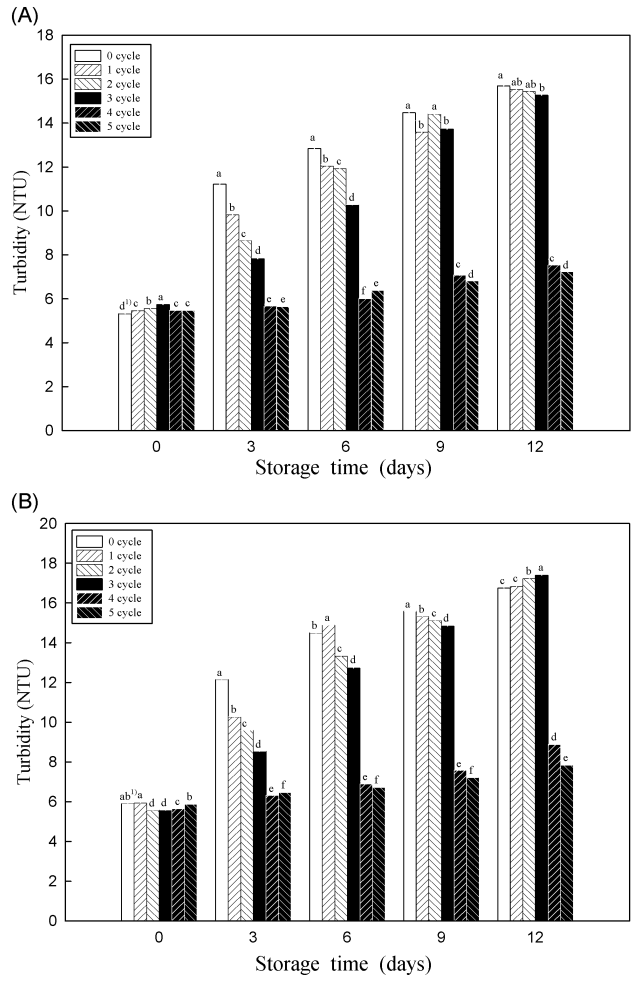 (A)
18
16
14
12
10
8
6
4
2
0
Turbidity (NTU)
0 cycle
1 cycle
2 cycle
3 cycle
4 cycle
5 cycle
d1) c b a c c
a b c d e e
a b c d f e
a b a b c d
a ab ab b c d
0 3 6 9 12
Storage time (days)
(B)
20
18
16
14
12
10
8
6
4
2
0
Turbidity (NTU)
0 cycle
1 cycle
2 cycle
3 cycle
4 cycle
5 cycle
ab1) a d d c b
a b c d e f
b a c d e f
a b c d e f
c c b a d e
0 3 6 9 12
Storage time (days)